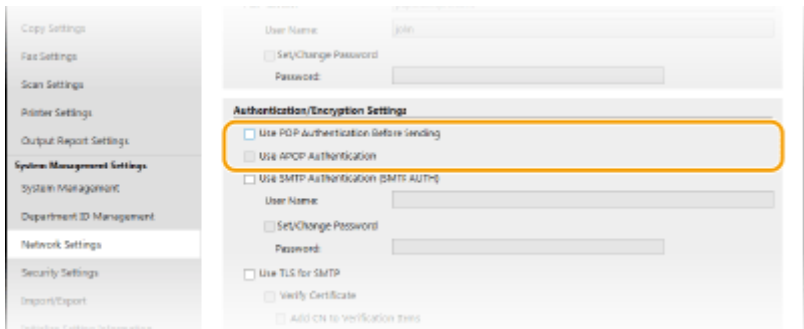 Copy Settings
Fax Settings
Scan Settings
Printer Settings
Output Report Settings
System Management Settings
System Management
Department ID Management
Network Settings
Security Settings
Import/Export
User Name:
john
Set/Change Password
Password:
Authentication/Encryption Settings
Use POP Authentication Before Sending
Use APOP Authentication
Use SMTP Authentication (SMTP AUTH)
User Name:
Set/Change Password
Password:
Use TLS for SMTP
Verify Certificate
Add CN to Verification Items